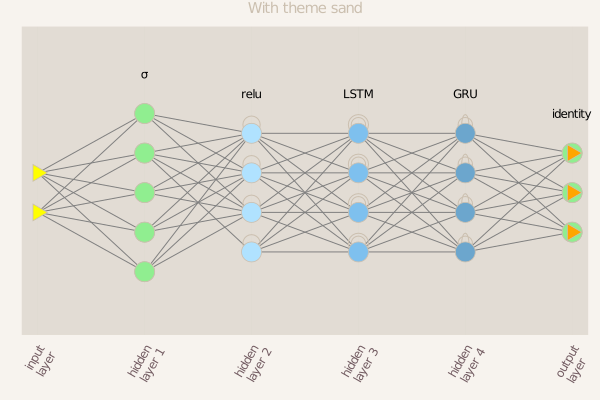 With theme sand
σ
relu
LSTM
GRU
identity
input
layer
hidden
layer 1
hidden
layer 2
hidden
layer 3
hidden
layer 4
output
layer